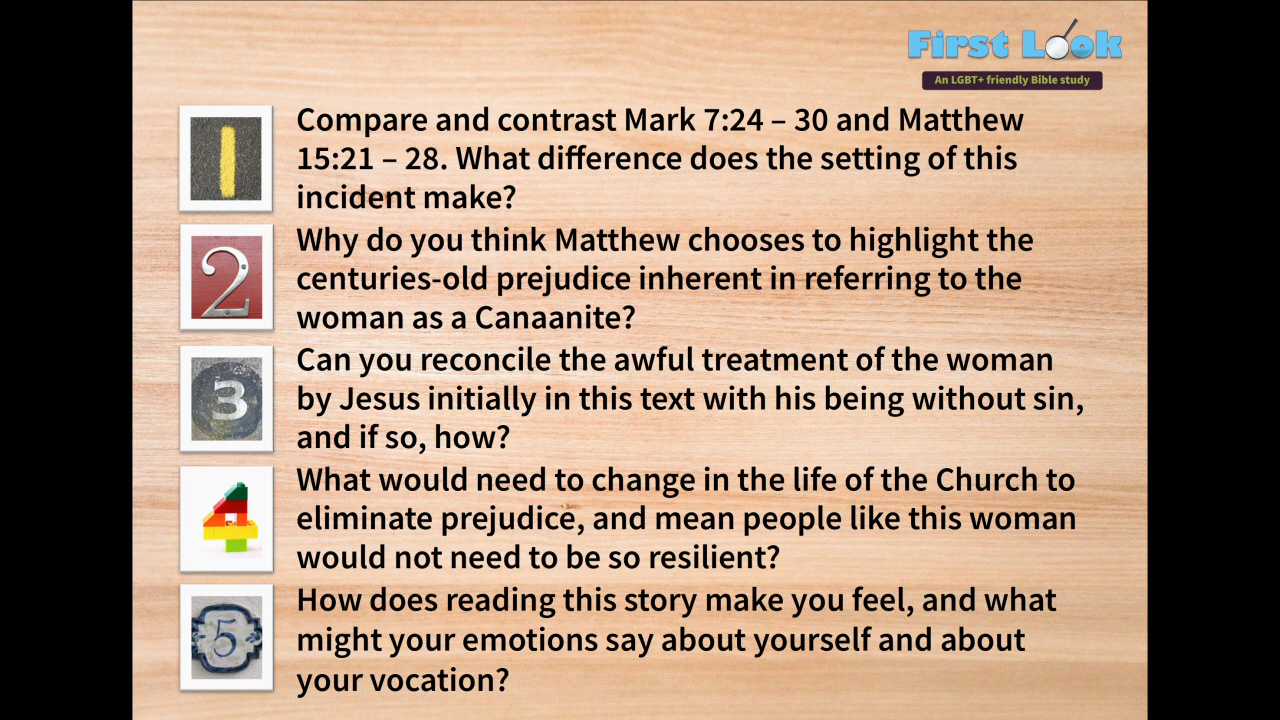 First Look
An LGBT+ friendly Bible study
1
Compare and contrast Mark 7:24 – 30 and Matthew
15:21 – 28. What difference does the setting of this
incident make?
2
Why do you think Matthew chooses to highlight the
centuries-old prejudice inherent in referring to the
woman as a Canaanite?
3
Can you reconcile the awful treatment of the woman
by Jesus initially in this text with his being without sin,
and if so, how?
4
What would need to change in the life of the Church to
eliminate prejudice, and mean people like this woman
would not need to be so resilient?
5
How does reading this story make you feel, and what
might your emotions say about yourself and about
your vocation?